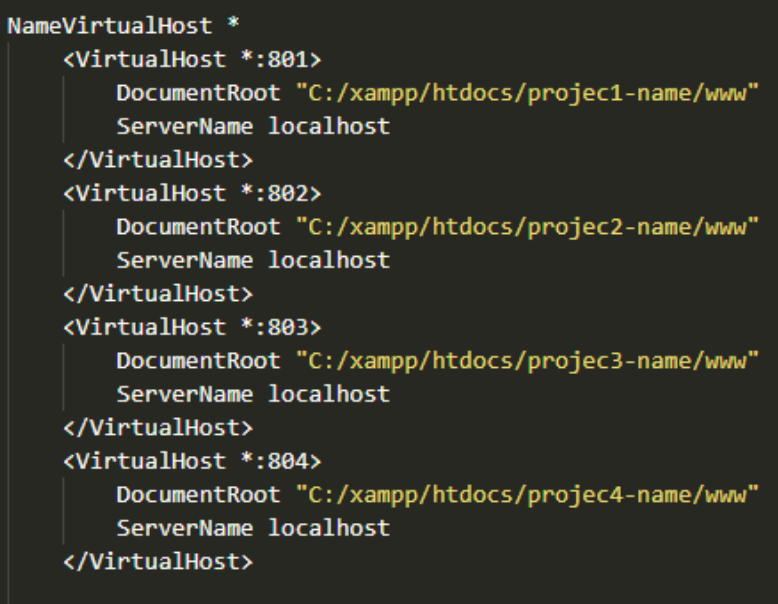 NameVirtualHost *
<VirtualHost *:801>
DocumentRoot "C:/xampp/htdocs/projec1-name/www"
ServerName localhost
</VirtualHost>
<VirtualHost *:802>
DocumentRoot "C:/xampp/htdocs/projec2-name/www"
ServerName localhost
</VirtualHost>
<VirtualHost *:803>
DocumentRoot "C:/xampp/htdocs/projec3-name/www"
ServerName localhost
</VirtualHost>
<VirtualHost *:804>
DocumentRoot "C:/xampp/htdocs/projec4-name/www"
ServerName localhost
</VirtualHost>